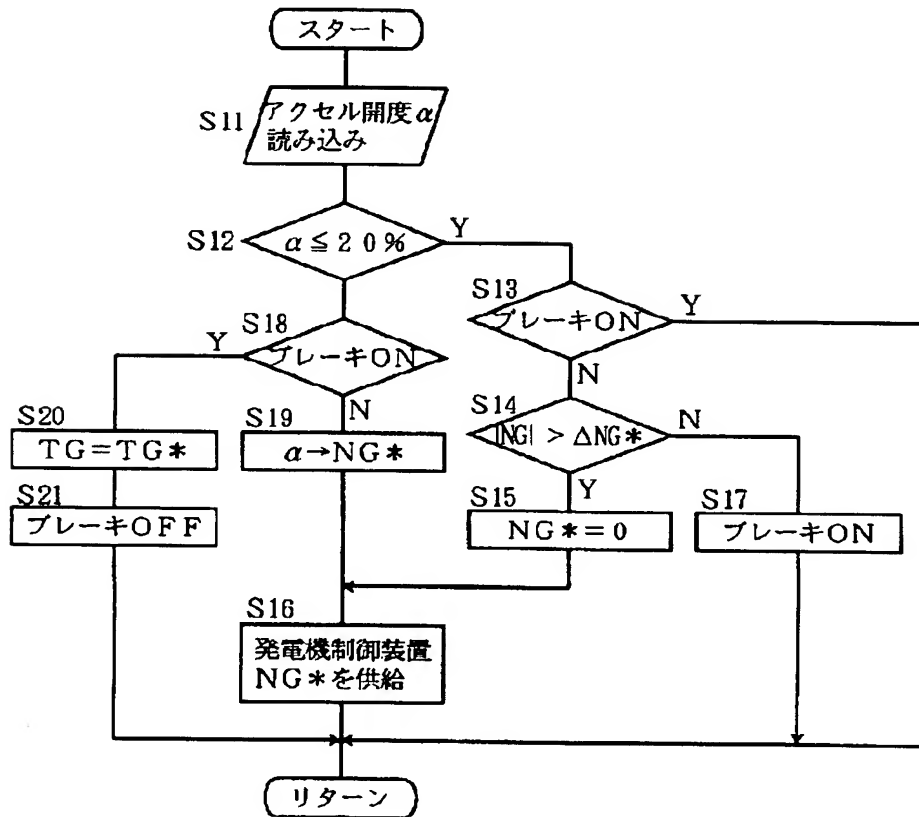 スタート
S11
アクセル開度α
読み込み
S12
α≦20%
Y
S13
ブレーキON
Y
N
S18
ブレーキON
Y
N
S14
|NG|>ΔNG*
N
Y
S20
TG=TG*
S19
α→NG*
S21
ブレーキOFF
S15
NG*=0
S17
ブレーキON
S16
発電機制御装置
NG*を供給
リターン